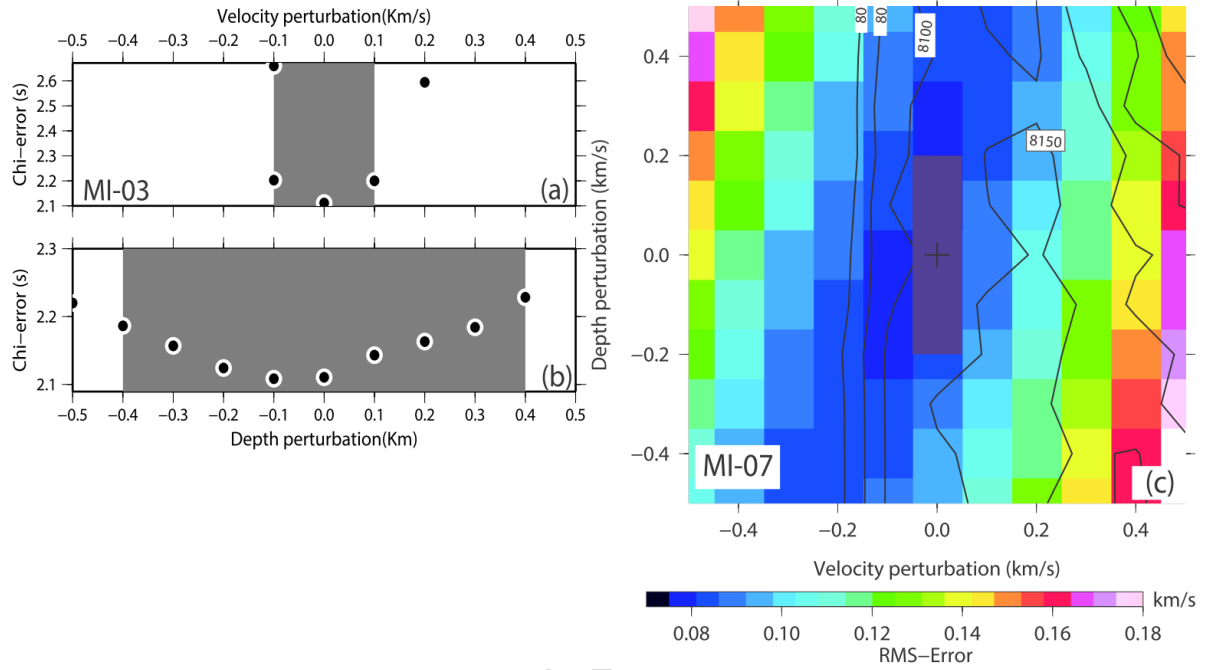 Velocity perturbation(Km/s)
−0.5 −0.4 −0.3 −0.2 −0.1 0.0 0.1 0.2 0.3 0.4 0.5
Chi−error (s)
2.6
2.5
2.4
2.3
2.2
2.1
MI-03
(a)
Chi−error (s)
2.3
2.2
2.1
(b)
−0.5 −0.4 −0.3 −0.2 −0.1 0.0 0.1 0.2 0.3 0.4 0.5
Depth perturbation(Km)
Depth perturbation (km/s)
0.4
0.2
0.0
−0.2
−0.4
80
80
8100
8150
MI-07
(c)
−0.4 −0.2 0.0 0.2 0.4
Velocity perturbation (km/s)
km/s
0.08 0.10 0.12 0.14 0.16 0.18
RMS−Error